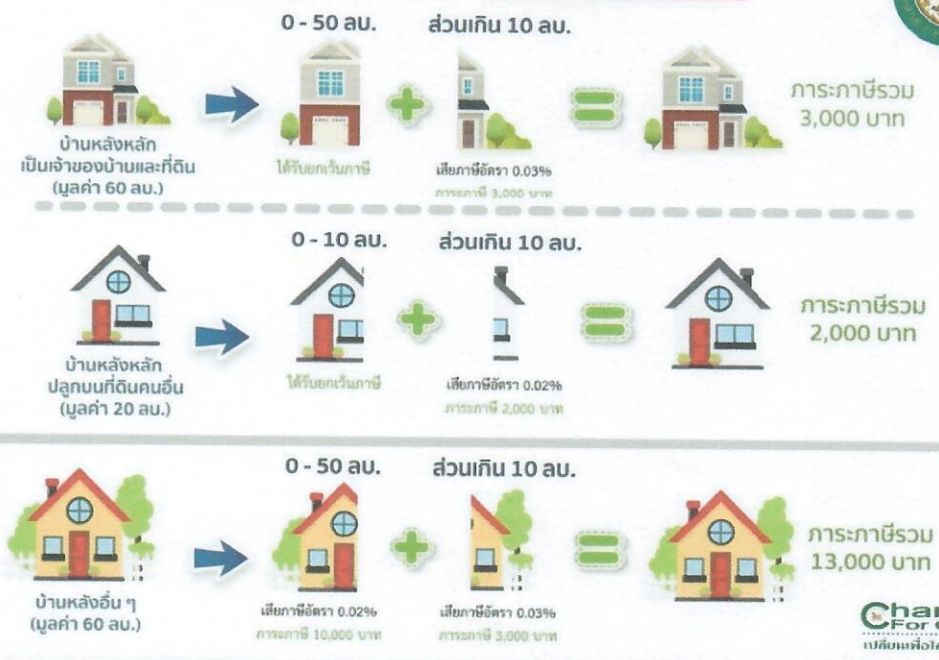 0 - 50 ลบ.
ส่วนเกิน 10 ลบ.
บ้านหลังหลัก
เป็นเจ้าของบ้านและที่ดิน
(มูลค่า 60 ลบ.)
ได้รับยกเว้นภาษี
เสียภาษีอัตรา 0.03%
ภาระภาษี 3,000 บาท
ภาระภาษีรวม
3,000 บาท
0 - 10 ลบ.
ส่วนเกิน 10 ลบ.
บ้านหลังหลัก
ปลูกบนที่ดินคนอื่น
(มูลค่า 20 ลบ.)
ได้รับยกเว้นภาษี
เสียภาษีอัตรา 0.02%
ภาระภาษี 2,000 บาท
ภาระภาษีรวม
2,000 บาท
0 - 50 ลบ.
ส่วนเกิน 10 ลบ.
บ้านหลังอื่น ๆ
(มูลค่า 60 ลบ.)
เสียภาษีอัตรา 0.02%
ภาระภาษี 10,000 บาท
เสียภาษีอัตรา 0.03%
ภาระภาษี 3,000 บาท
ภาระภาษีรวม
13,000 บาท
For